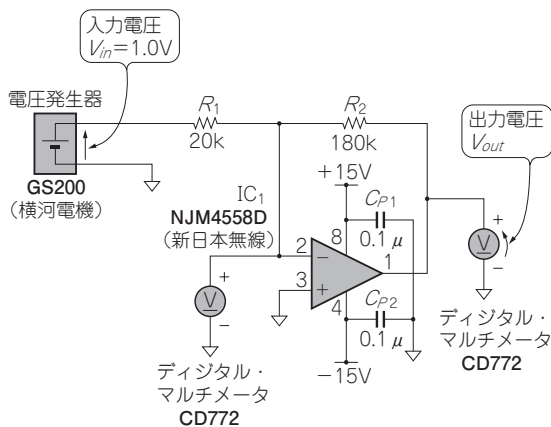 入力電圧
Vin＝1.0V
電圧発生器
GS200
（横河電機）
R1
20k
R2
180k
出力電圧
Vout
+15V
IC1
NJM4558D
（新日本無線）
CP1
0.1μ
8
2
−
3
+
1
4
CP2
0.1μ
−15V
+
V
−
ディジタル・
マルチメータ
CD772
+
V
−
ディジタル・
マルチメータ
CD772